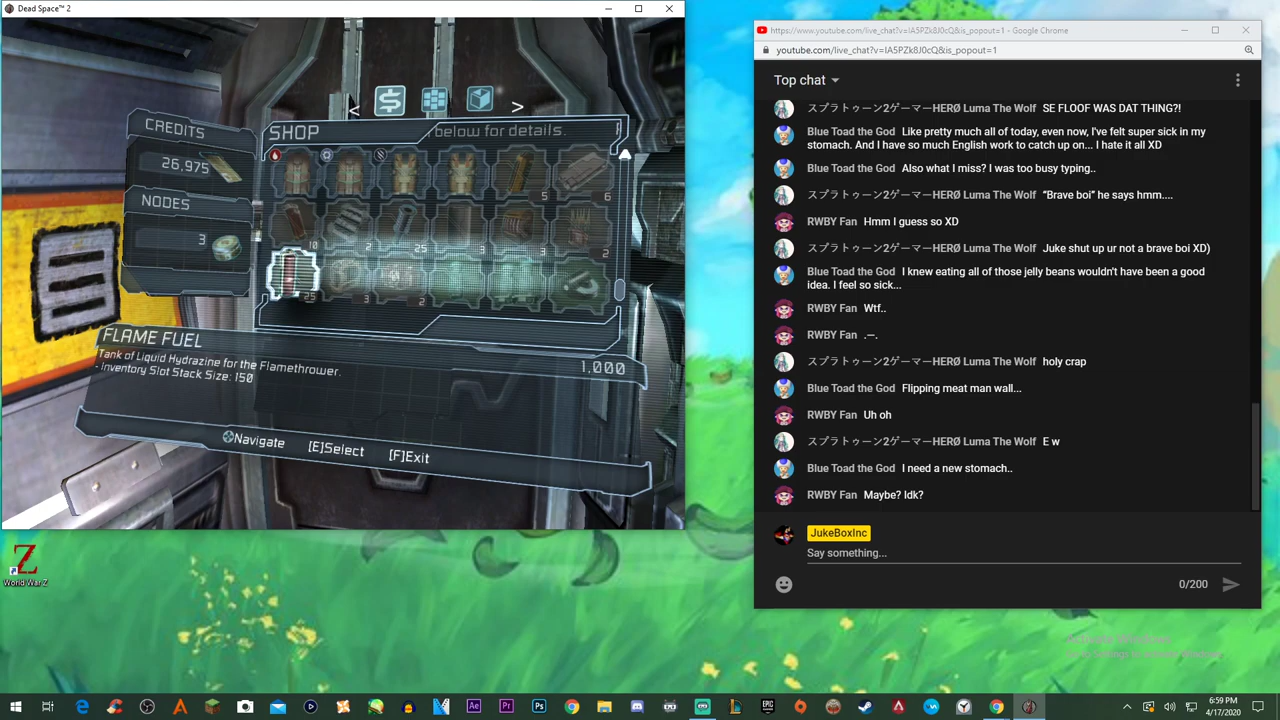 Dead Space™ 2
CREDITS
26,975
NODES
3
SHOP
below for details.
5
6
10
2
25
3
3
2
25
3
2
FLAME FUEL
1,000
Tank of Liquid Hydrazine for the Flamethrower.
- Inventory Slot Stack Size: 150
Navigate
[E]Select
[F]Exit
World War Z
https://www.youtube.com/live_chat?v=IA5PZk8J0cQ&is_popout=1 - Google Chrome
youtube.com/live_chat?v=IA5PZk8J0cQ&is_popout=1
Top chat
スプラトゥーン2ゲーマーHERØ Luma The Wolf SE FLOOF WAS DAT THING?!
Blue Toad the God Like pretty much all of today, even now, I've felt super sick in my
stomach. And I have so much English work to catch up on... I hate it all XD
Blue Toad the God Also what I miss? I was too busy typing..
スプラトゥーン2ゲーマーHERØ Luma The Wolf “Brave boi” he says hmm....
RWBY Fan Hmm I guess so XD
スプラトゥーン2ゲーマーHERØ Luma The Wolf Juke shut up ur not a brave boi XD)
Blue Toad the God I knew eating all of those jelly beans wouldn't have been a good
idea. I feel so sick...
RWBY Fan Wtf..
RWBY Fan .—.
スプラトゥーン2ゲーマーHERØ Luma The Wolf holy crap
Blue Toad the God Flipping meat man wall...
RWBY Fan Uh oh
スプラトゥーン2ゲーマーHERØ Luma The Wolf E w
Blue Toad the God I need a new stomach..
RWBY Fan Maybe? Idk?
JukeBoxInc
Say something...
0/200
Ae
Pr
Ps
EPIC
6:59 PM
4/17/2020